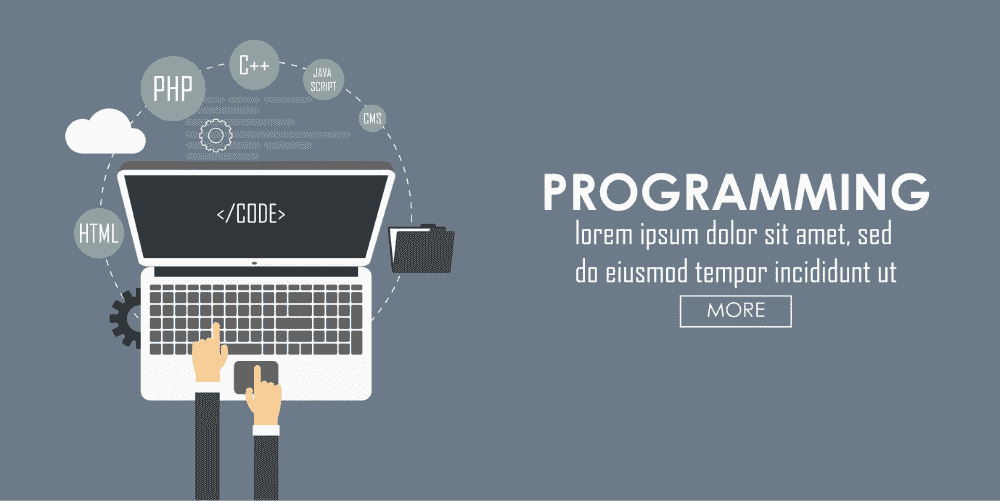 PHP
C++
JAVA
SCRIPT
CMS
</CODE>
HTML
PROGRAMMING
lorem ipsum dolor sit amet, sed
do eiusmod tempor incididunt ut
MORE